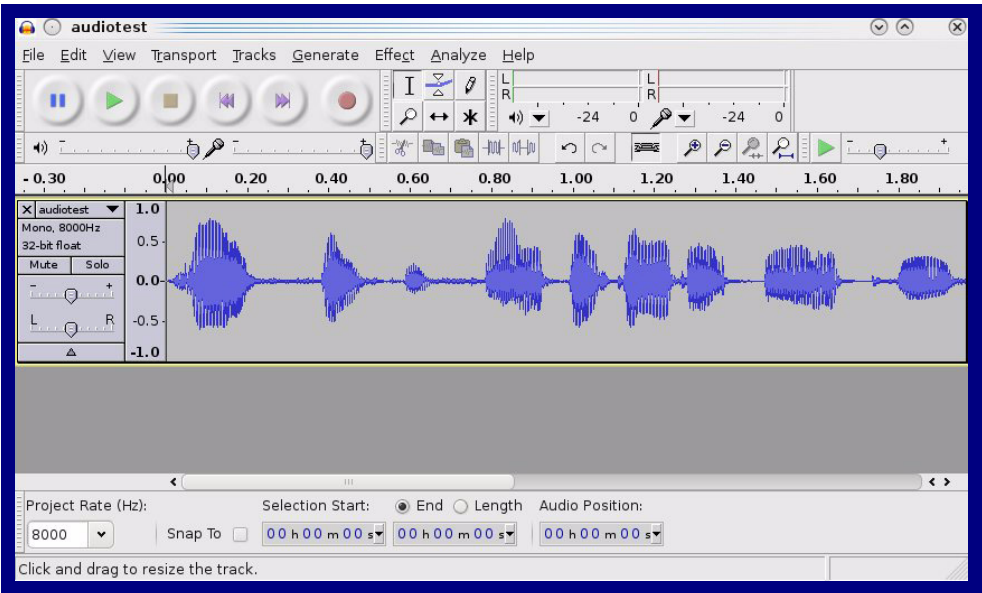 audiotest
File Edit View Transport Tracks Generate Effect Analyze Help
L
R
-24 0
L
R
-24 0
- 0.30 0.00 0.20 0.40 0.60 0.80 1.00 1.20 1.40 1.60 1.80
X audiotest 1.0
Mono, 8000Hz
32-bit float 0.5
Mute Solo
- + 0.0
L R -0.5
-1.0
Project Rate (Hz): Selection Start: End Length Audio Position:
8000 Snap To 00 h 00 m 00 s 00 h 00 m 00 s 00 h 00 m 00 s
Click and drag to resize the track.